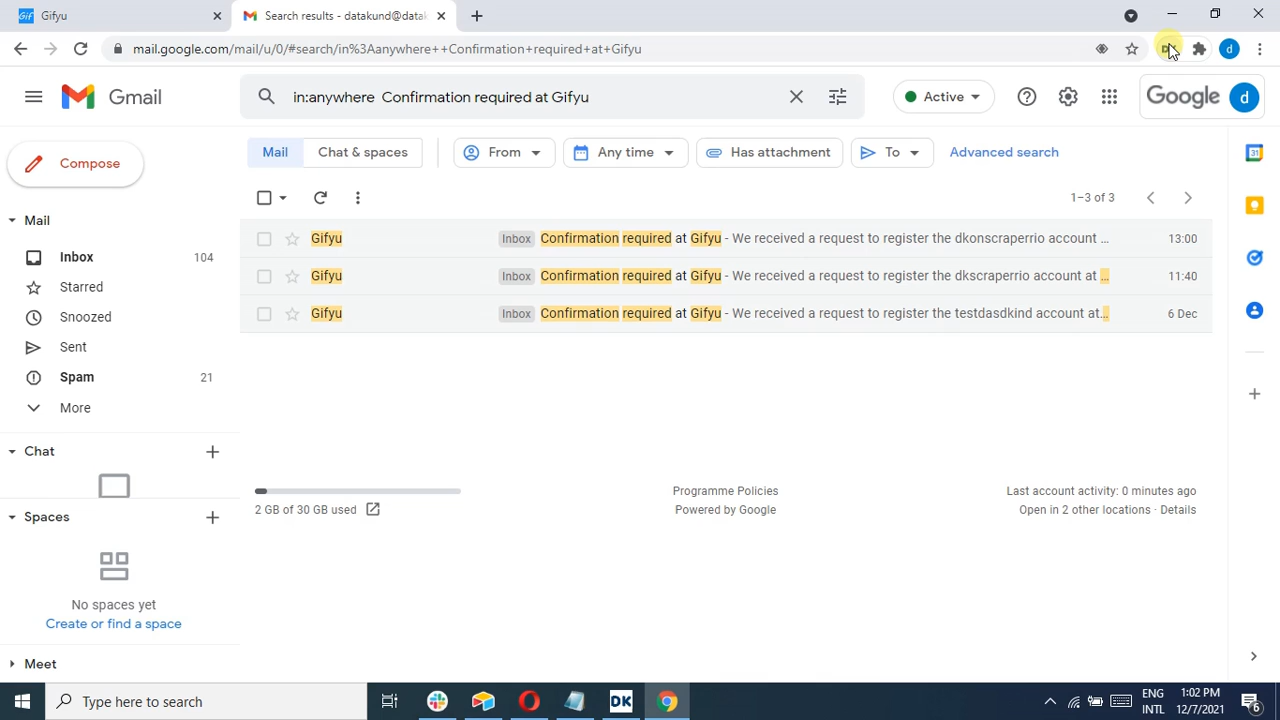 Gif
Gifyu
Search results - datakund@datak
mail.google.com/mail/u/0/#search/in%3Aanywhere++Confirmation+required+at+Gifyu
d
Gmail
in:anywhere Confirmation required at Gifyu
Active
Google
d
Compose
Mail
Chat & spaces
From
Any time
Has attachment
To
Advanced search
31
1–3 of 3
Mail
Inbox
104
Starred
Snoozed
Sent
Spam
21
More
Gifyu
Inbox
Confirmation required at Gifyu - We received a request to register the dkonscraperrio account ...
13:00
Gifyu
Inbox
Confirmation required at Gifyu - We received a request to register the dkscraperrio account at ...
11:40
Gifyu
Inbox
Confirmation required at Gifyu - We received a request to register the testdasdkind account at...
6 Dec
Chat
Spaces
No spaces yet
Create or find a space
Meet
2 GB of 30 GB used
Programme Policies
Powered by Google
Last account activity: 0 minutes ago
Open in 2 other locations · Details
Type here to search
DK
ENG
INTL
1:02 PM
12/7/2021
6